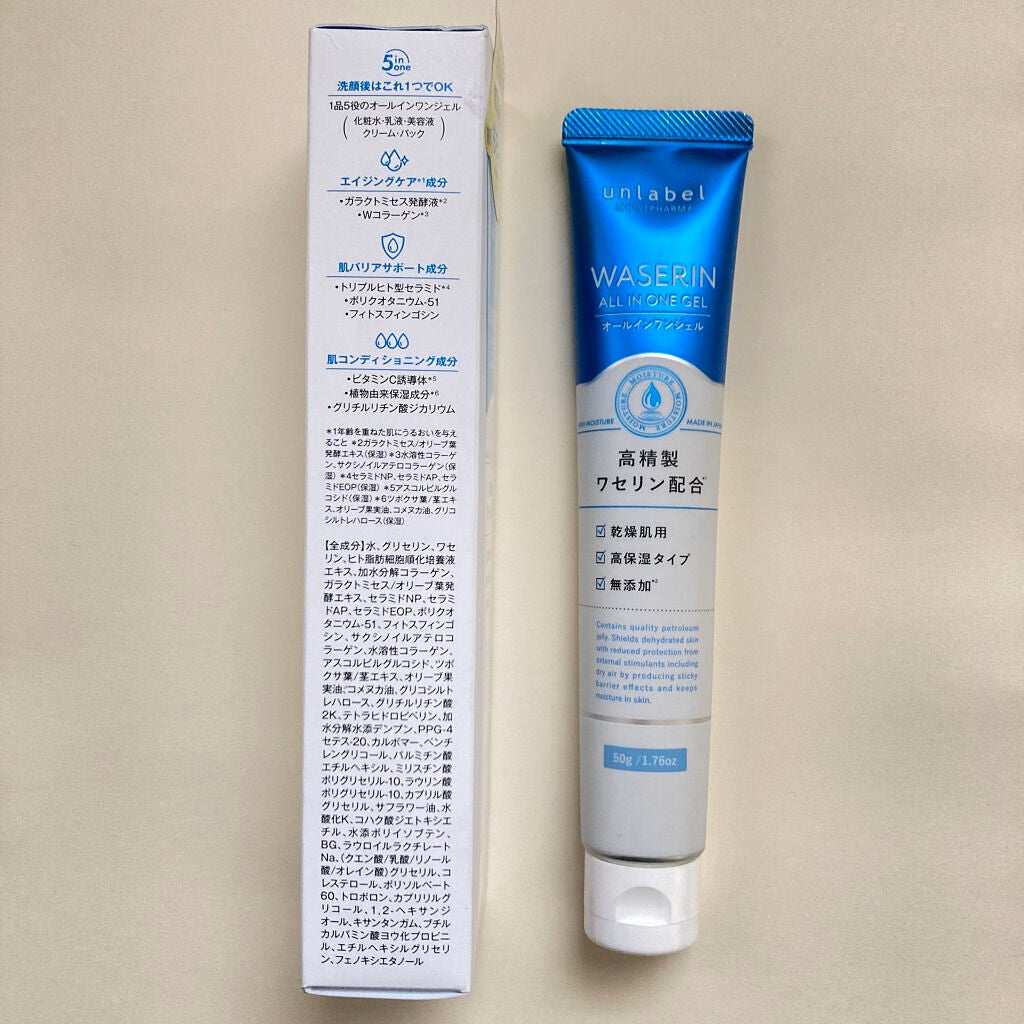 5 in one
洗顔後はこれ1つでOK
1品5役のオールインワンジェル
(化粧水・乳液・美容液
クリーム・パック)
エイジングケア*1成分
・ガラクトミセス発酵液*2
・Wコラーゲン*3
肌バリアサポート成分
・トリプルヒト型セラミド*4
・ポリクオタニウム-51
・フィトスフィンゴシン
肌コンディショニング成分
・ビタミンC誘導体*5
・植物由来保湿成分*6
・グリチルリチン酸ジカリウム
*1年齢を重ねた肌にうるおいを与え
ること *2ガラクトミセス/オリーブ葉
発酵エキス(保湿) *3水溶性コラーゲ
ン、サクシノイルアテロコラーゲン(保
湿) *4セラミドNP、セラミドAP、セラ
ミドEOP(保湿) *5アスコルビルグル
コシド(保湿) *6ツボクサ葉/茎エキ
ス、オリーブ果実油、コメヌカ油、グリコ
シルトレハロース(保湿)
【全成分】水、グリセリン、ワセ
リン、ヒト脂肪細胞順化培養液
エキス、加水分解コラーゲン、
ガラクトミセス/オリーブ葉発
酵エキス、セラミドNP、セラミ
ドAP、セラミドEOP、ポリクオ
タニウム-51、フィトスフィンゴ
シン、サクシノイルアテロコ
ラーゲン、水溶性コラーゲン、
アスコルビルグルコシド、ツボ
クサ葉/茎エキス、オリーブ果
実油、コメヌカ油、グリコシルト
レハロース、グリチルリチン酸
2K、テトラヒドロピペリン、加
水分解水添デンプン、PPG-4
セテス-20、カルボマー、ペンチ
レングリコール、パルミチン酸
エチルヘキシル、ミリスチン酸
ポリグリセリル-10、ラウリン酸
ポリグリセリル-10、カプリル酸
グリセリル、サフラワー油、水
酸化K、コハク酸ジエトキシエ
チル、水添ポリイソブテン、
BG、ラウロイルラクチレート
Na、(クエン酸/乳酸/リノール
酸/オレイン酸)グリセリル、コ
レステロール、ポリソルベート
60、トロポロン、カプリリルグ
リコール、1,2-ヘキサンジ
オール、キサンタンガム、ブチル
カルバミン酸ヨウ化プロピニ
ル、エチルヘキシルグリセリ
ン、フェノキシエタノール
unlabel
MOISTPHARMA
WASERIN
ALL IN ONE GEL
オールインワンジェル
MOISTURE MOISTURE MOISTURE
MOISTURE
MADE IN JAPAN
高精製
ワセリン配合*1
乾燥肌用
高保湿タイプ
無添加*2
Contains quality petroleum
jelly. Shields dehydrated skin
with reduced protection from
external stimulants including
dry air by producing sticky
barrier effects and keeps
moisture in skin.
50g/1.76oz